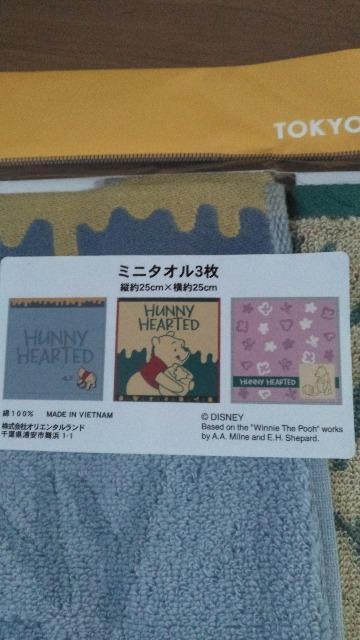 TOKYO
ミニタオル3枚
縦約25cm×横約25cm
HUNNY
HEARTED
HUNNY
HEARTED
HUNNY HEARTED
綿100% MADE IN VIETNAM
株式会社オリエンタルランド
千葉県浦安市舞浜 1-1
© DISNEY
Based on the "Winnie The Pooh" works
by A.A. Milne and E.H. Shepard.